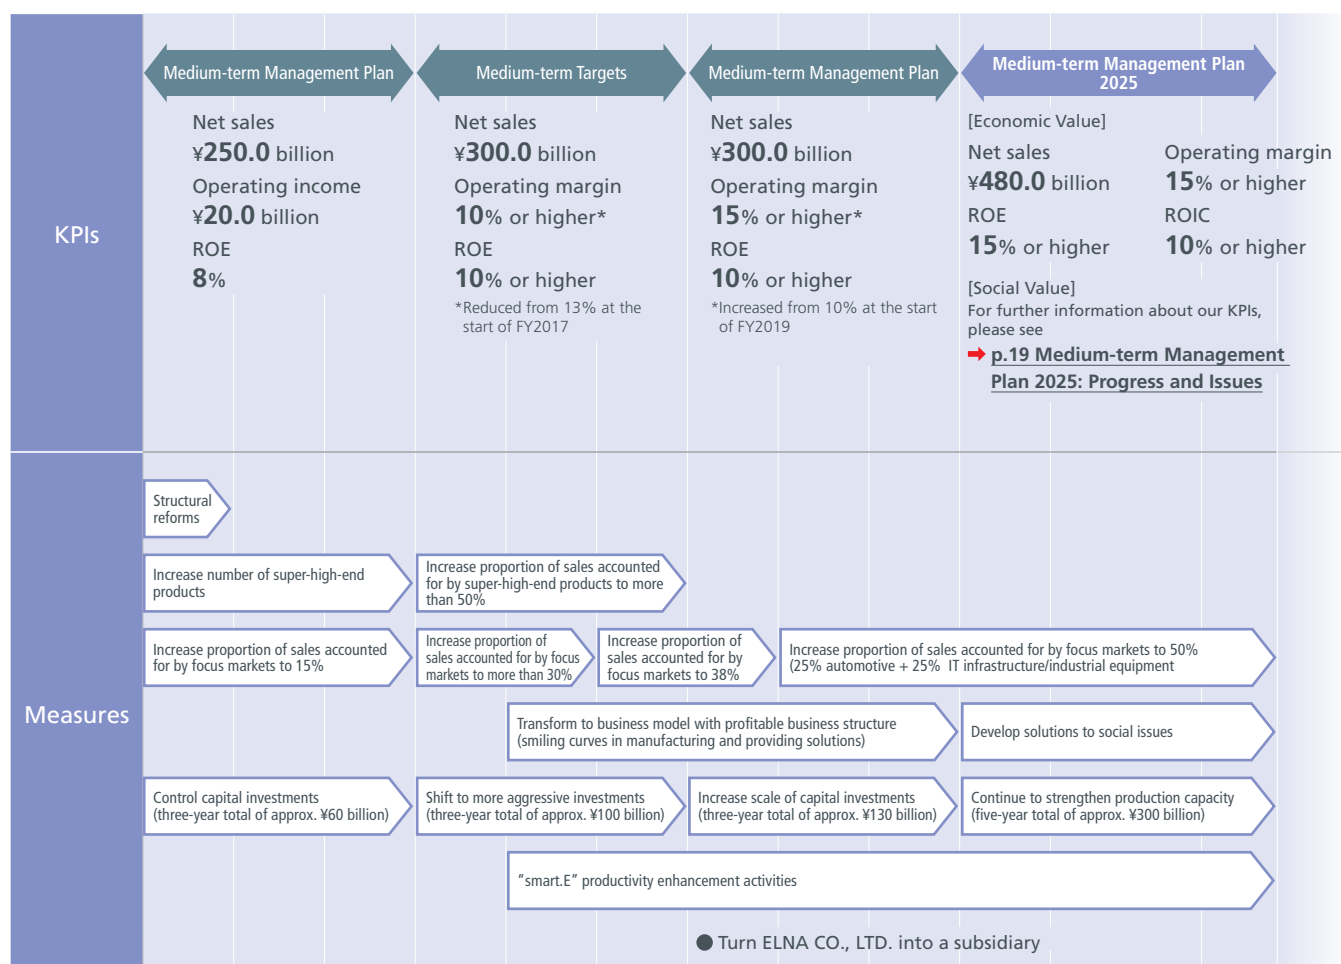 KPIs
Medium-term Management Plan
Net sales
¥250.0 billion
Operating income
¥20.0 billion
ROE
8%
Medium-term Targets
Net sales
¥300.0 billion
Operating margin
10% or higher*
ROE
10% or higher
*Reduced from 13% at the
start of FY2017
Medium-term Management Plan
Net sales
¥300.0 billion
Operating margin
15% or higher*
ROE
10% or higher
*Increased from 10% at the start
of FY2019
Medium-term Management Plan
2025
[Economic Value]
Net sales
¥480.0 billion
Operating margin
15% or higher
ROE
15% or higher
ROIC
10% or higher
[Social Value]
For further information about our KPIs,
please see
p.19 Medium-term Management
Plan 2025: Progress and Issues
Measures
Structural
reforms
Increase number of super-high-end
products
Increase proportion of sales accounted
for by super-high-end products to more
than 50%
Increase proportion of sales accounted
for by focus markets to 15%
Increase proportion of
sales accounted for by focus
markets to more than 30%
Increase proportion of
sales accounted for by
focus markets to 38%
Increase proportion of sales accounted for by focus markets to 50%
(25% automotive + 25% IT infrastructure/industrial equipment
Transform to business model with profitable business structure
(smiling curves in manufacturing and providing solutions)
Develop solutions to social issues
Control capital investments
(three-year total of approx. ¥60 billion)
Shift to more aggressive investments
(three-year total of approx. ¥100 billion)
Increase scale of capital investments
(three-year total of approx. ¥130 billion)
Continue to strengthen production capacity
(five-year total of approx. ¥300 billion)
“smart.E” productivity enhancement activities
● Turn ELNA CO., LTD. into a subsidiary